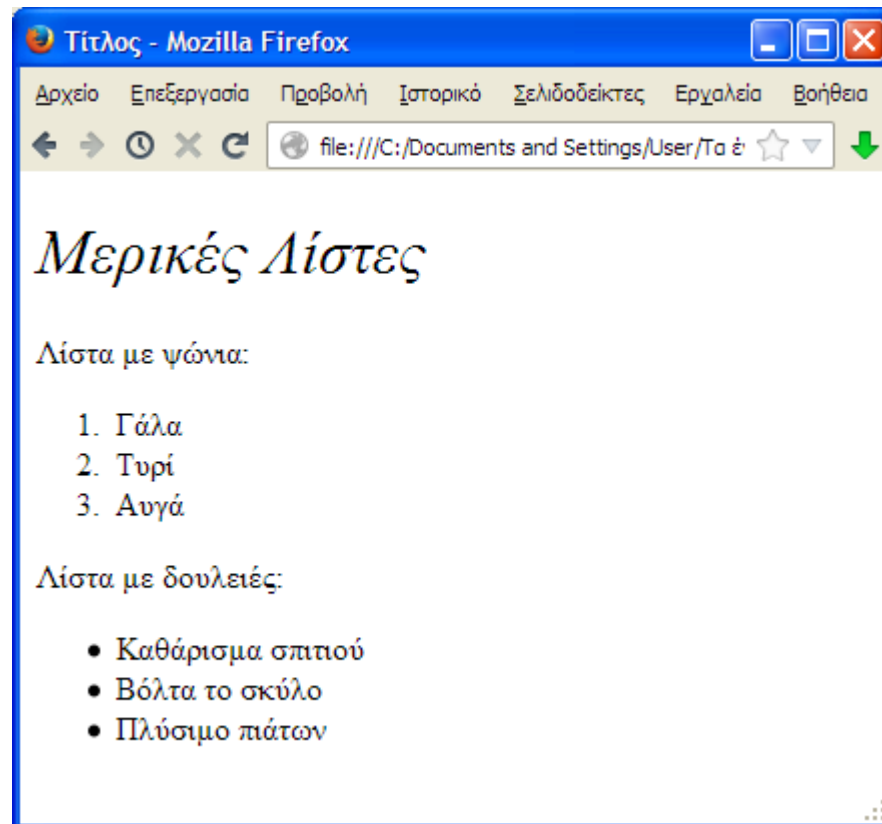 Τίτλος - Mozilla Firefox
Αρχείο Επεξεργασία Προβολή Ιστορικό Σελιδοδείκτες Εργαλεία Βοήθεια
file:///C:/Documents and Settings/User/Τα έ
Μερικές Λίστες
Λίστα με ψώνια:
1. Γάλα
2. Τυρί
3. Αυγά
Λίστα με δουλειές:
• Καθάρισμα σπιτιού
• Βόλτα το σκύλο
• Πλύσιμο πιάτων